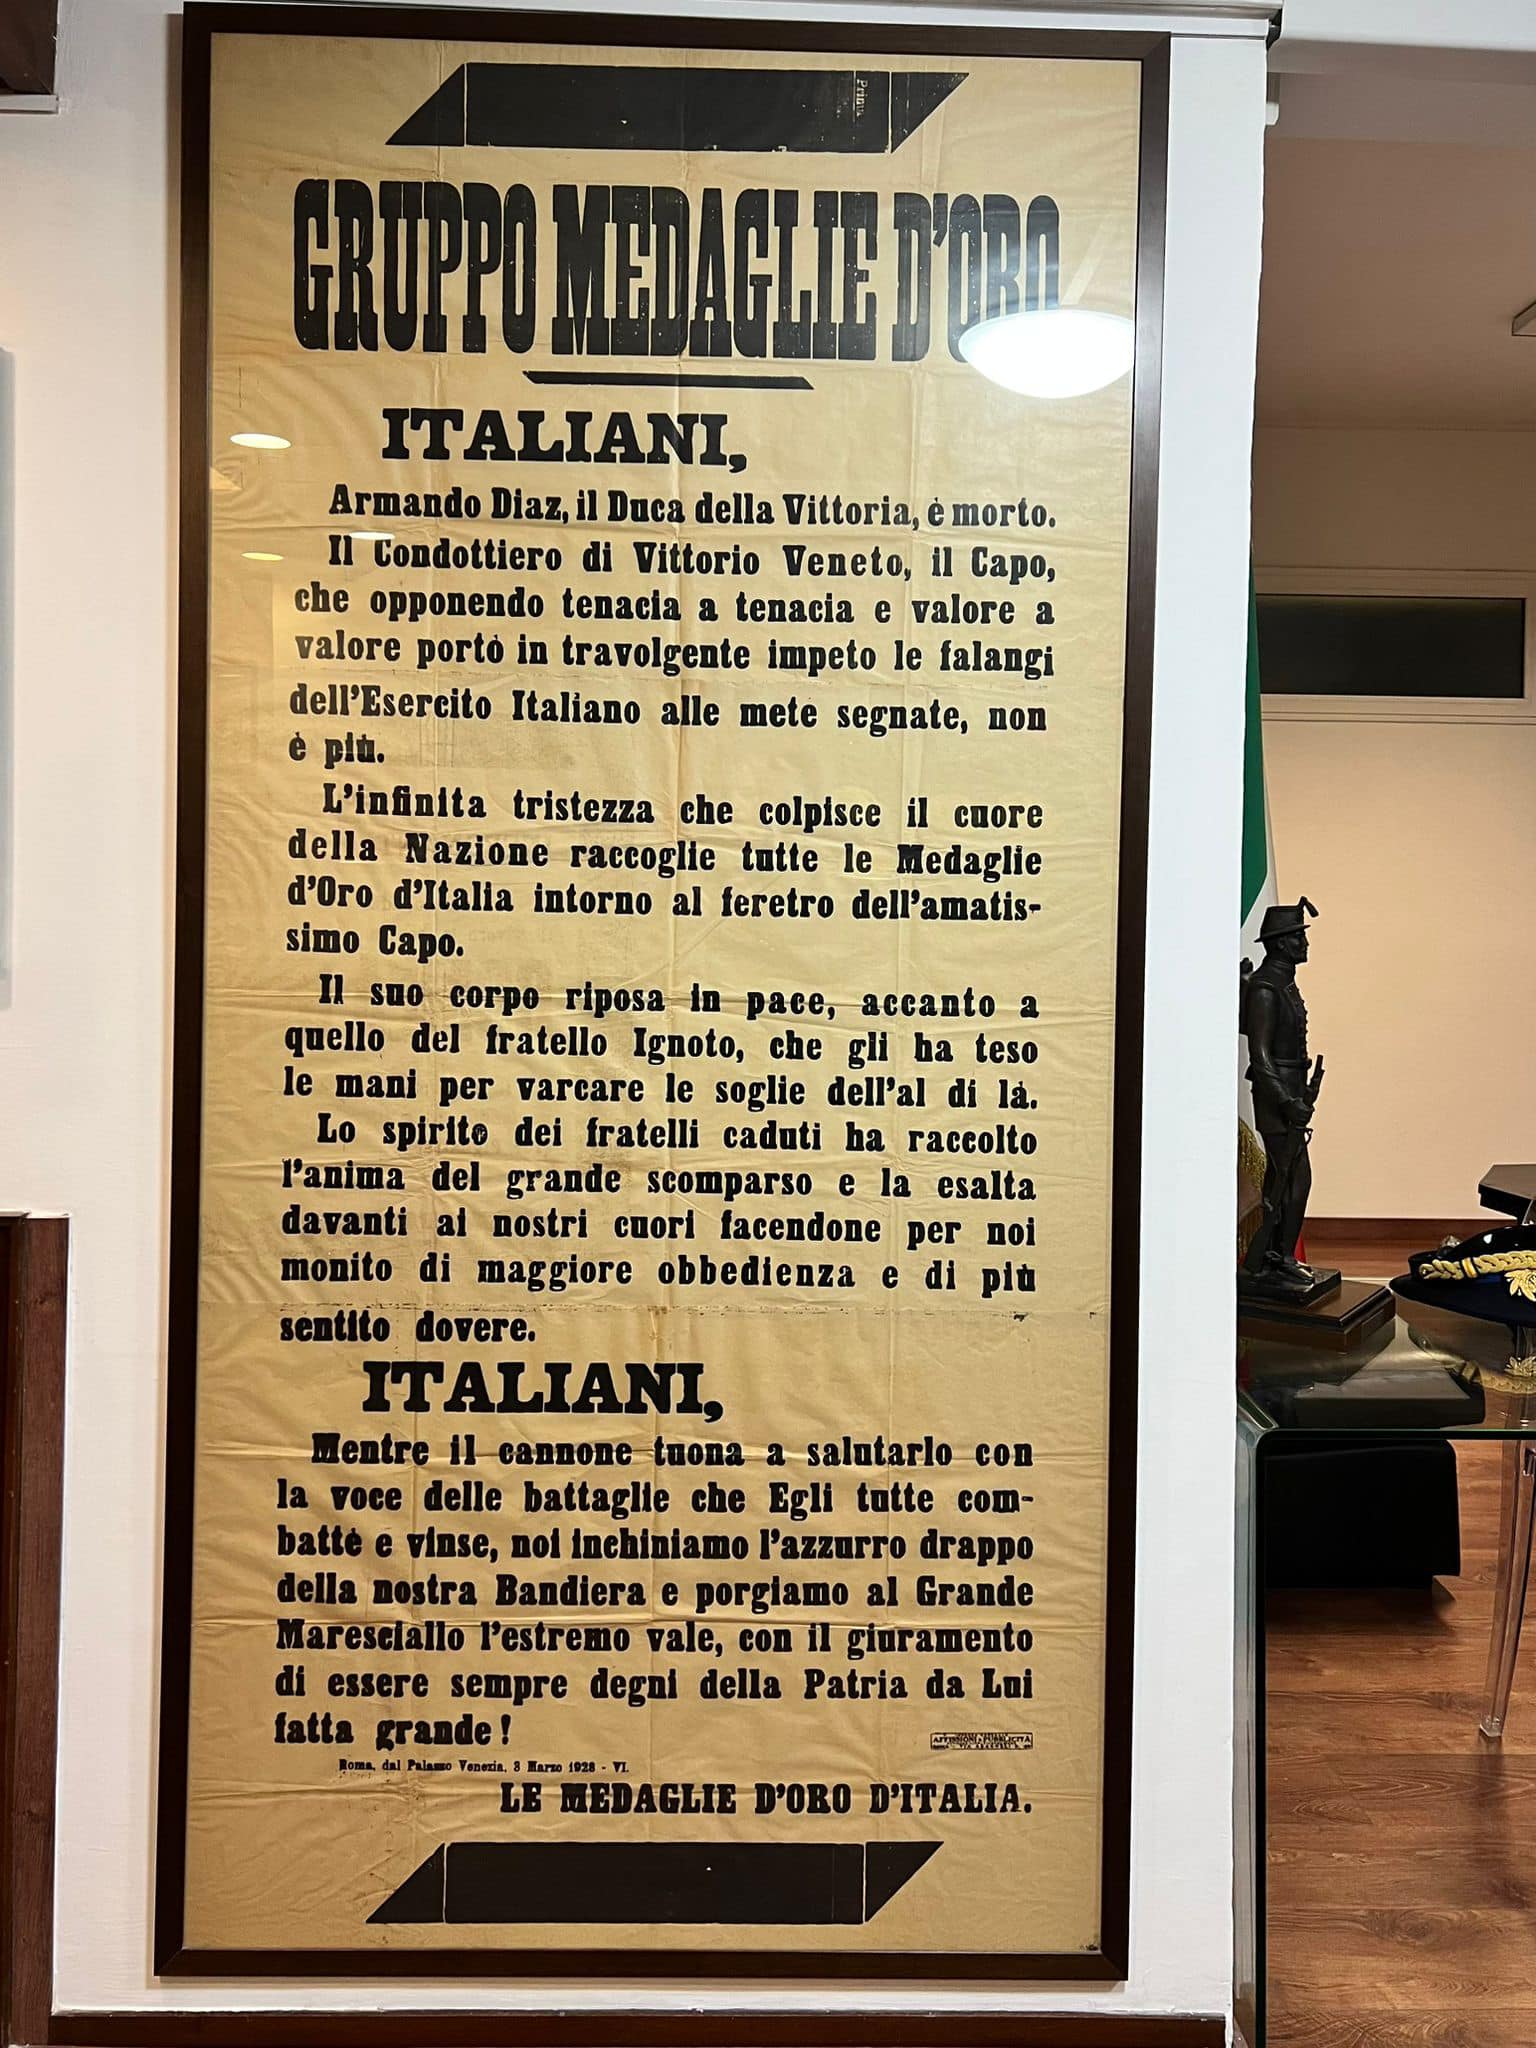 GRUPPO MEDAGLIE D'ORO
ITALIANI,
Armando Diaz, il Duca della Vittoria, è morto.
Il Condottiero di Vittorio Veneto, il Capo,
che opponendo tenacia a tenacia e valore a
valore portò in travolgente impeto le falangi
dell'Esercito Italiano alle mete segnate, non
è più.
L'infinita tristezza che colpisce il cuore
della Nazione raccoglie tutte le Medaglie
d'Oro d'Italia intorno al feretro dell'amatis-
simo Capo.
Il suo corpo riposa in pace, accanto a
quello del fratello Ignoto, che gli ha teso
le mani per varcare le soglie dell'al di là.
Lo spirito dei fratelli caduti ha raccolto
l'anima del grande scomparso e la esalta
davanti ai nostri cuori facendone per noi
monito di maggiore obbedienza e di più
sentito dovere.
ITALIANI,
Mentre il cannone tuona a salutarlo con
la voce delle battaglie che Egli tutte com-
battè e vinse, noi inchiniamo l'azzurro drappo
della nostra Bandiera e porgiamo al Grande
Maresciallo l'estremo vale, con il giuramento
di essere sempre degni della Patria da Lui
fatta grande!
AFFISSIONI PUBBLICITÀ
Roma, dal Palazzo Venezia, 3 Marzo 1928 - VI.
LE MEDAGLIE D'ORO D'ITALIA.